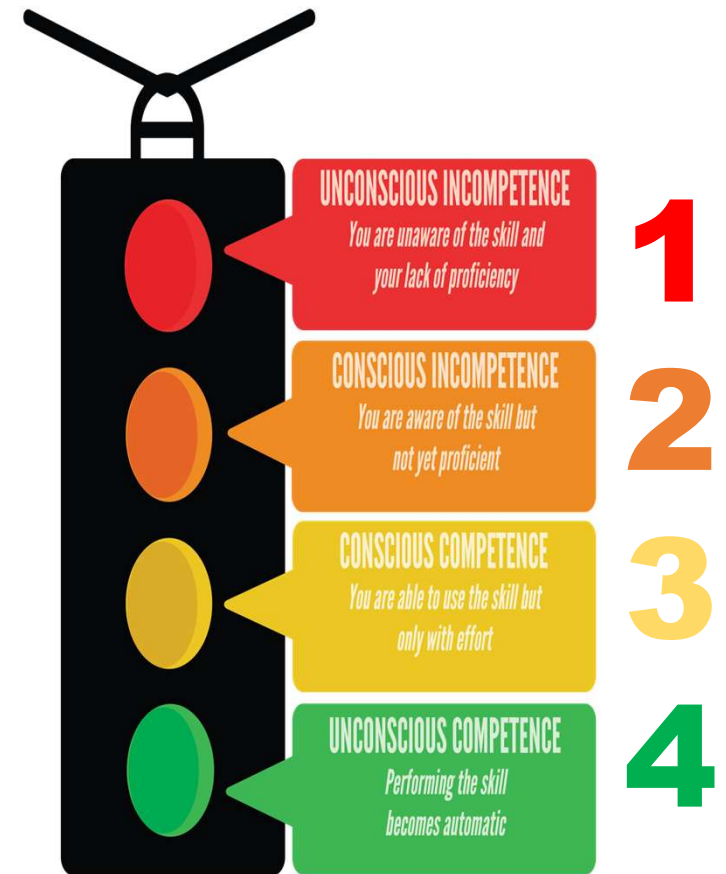 UNCONSCIOUS INCOMPETENCE
You are unaware of the skill and
your lack of proficiency
1
CONSCIOUS INCOMPETENCE
You are aware of the skill but
not yet proficient
2
CONSCIOUS COMPETENCE
You are able to use the skill but
only with effort
3
UNCONSCIOUS COMPETENCE
Performing the skill
becomes automatic
4